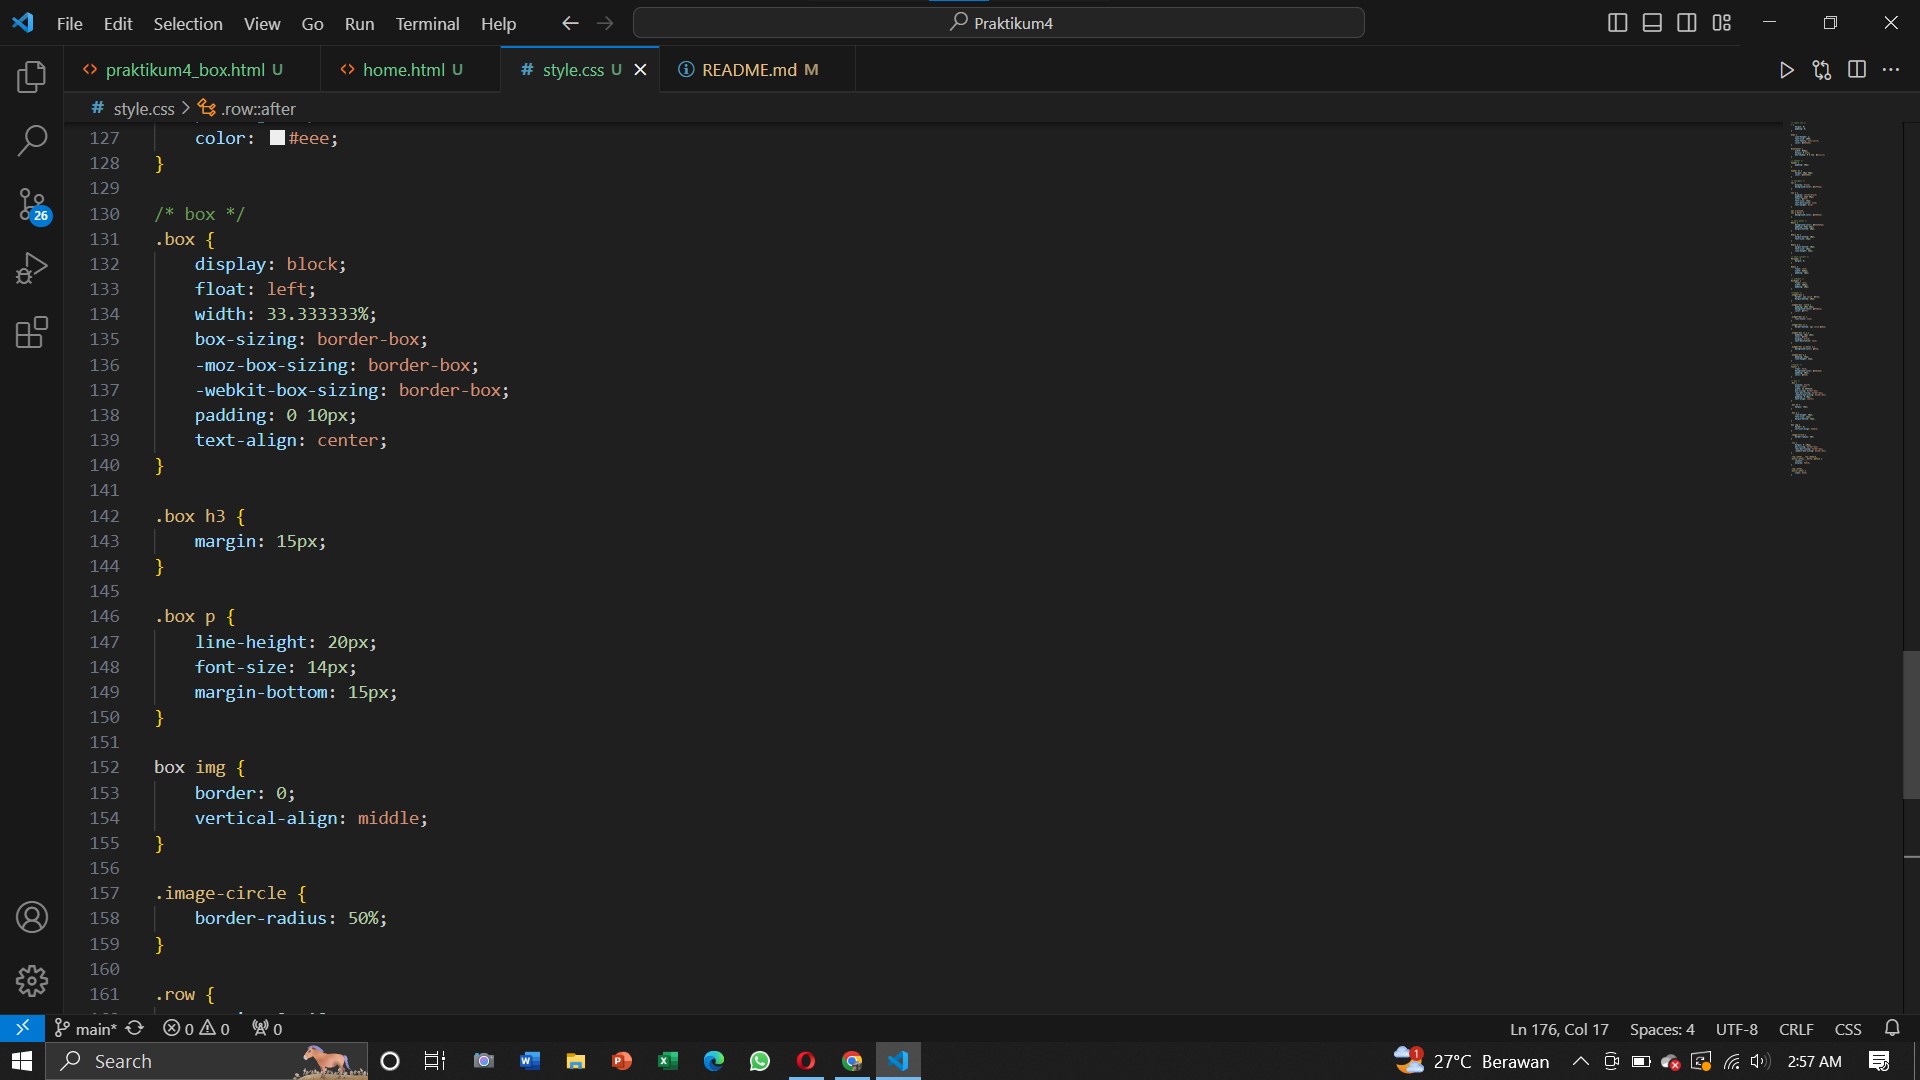 File Edit Selection View Go Run Terminal Help Praktikum4
praktikum4_box.html U home.html U # style.css U README.md M
# style.css .row::after
127 color: #eee;
128 }
129
130 /* box */
131 .box {
132 display: block;
133 float: left;
134 width: 33.333333%;
135 box-sizing: border-box;
136 -moz-box-sizing: border-box;
137 -webkit-box-sizing: border-box;
138 padding: 0 10px;
139 text-align: center;
140 }
141
142 .box h3 {
143 margin: 15px;
144 }
145
146 .box p {
147 line-height: 20px;
148 font-size: 14px;
149 margin-bottom: 15px;
150 }
151
152 box img {
153 border: 0;
154 vertical-align: middle;
155 }
156
157 .image-circle {
158 border-radius: 50%;
159 }
160
161 .row {
26
main* 0 0 0 Ln 176, Col 17 Spaces: 4 UTF-8 CRLF CSS
Search 1 27°C Berawan 2:57 AM